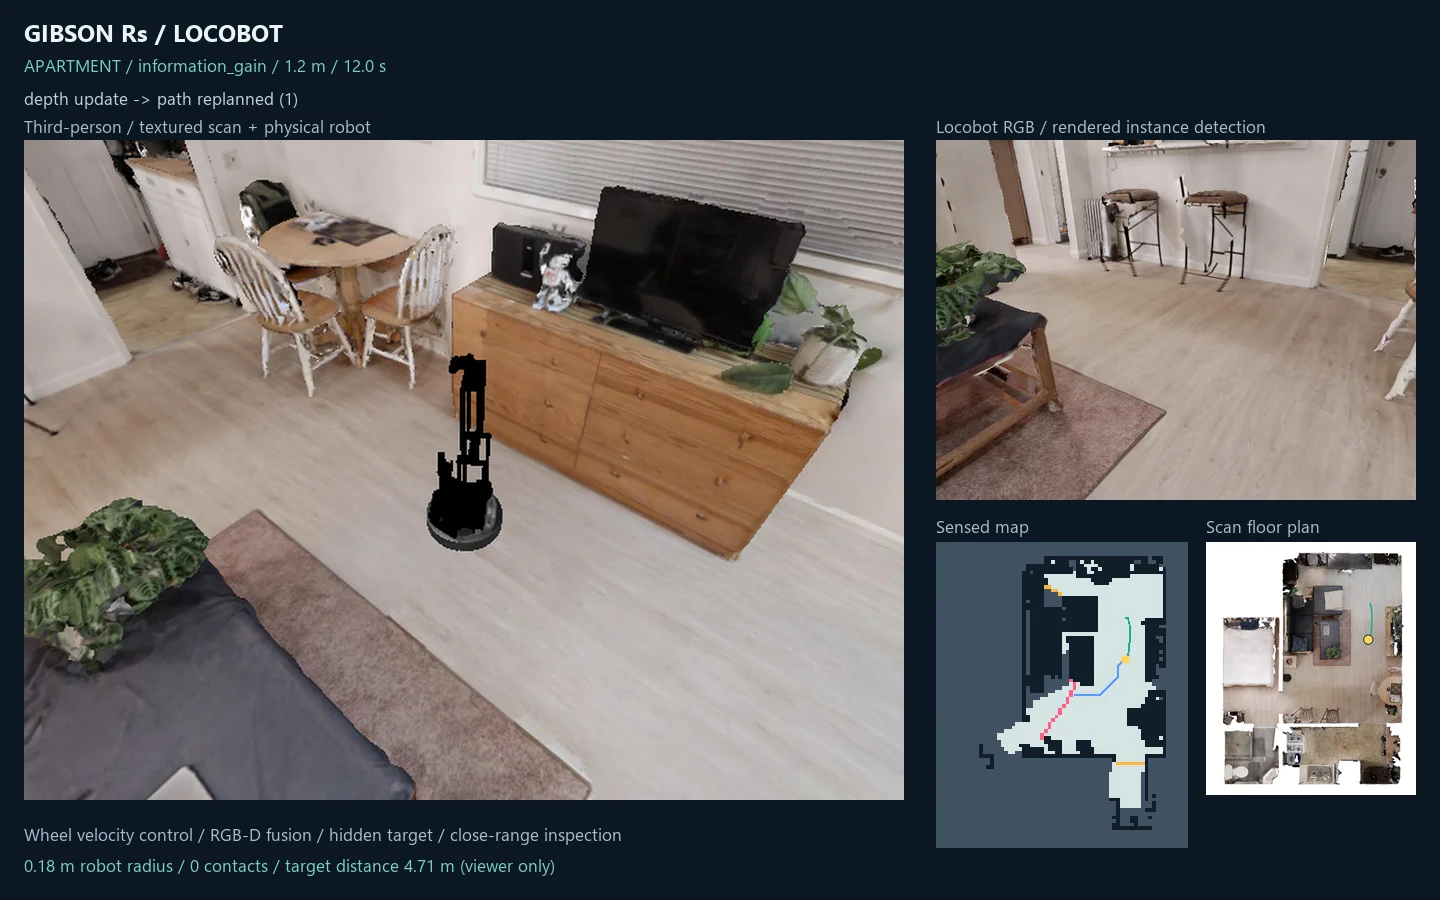 GIBSON Rs / LOCOBOT
APARTMENT / information_gain / 1.2 m / 12.0 s
depth update -> path replanned (1)
Third-person / textured scan + physical robot
Locobot RGB / rendered instance detection
Sensed map
Scan floor plan
Wheel velocity control / RGB-D fusion / hidden target / close-range inspection
0.18 m robot radius / 0 contacts / target distance 4.71 m (viewer only)